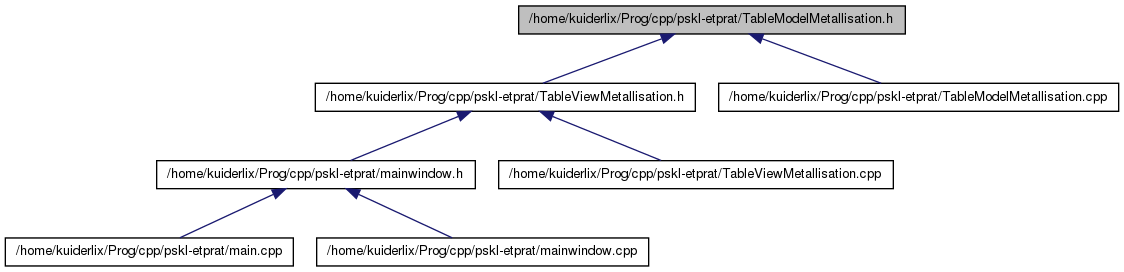 /home/kuiderlix/Prog/cpp/pskl-etprat/TableModelMetallisation.h
/home/kuiderlix/Prog/cpp/pskl-etprat/TableViewMetallisation.h
/home/kuiderlix/Prog/cpp/pskl-etprat/TableModelMetallisation.cpp
/home/kuiderlix/Prog/cpp/pskl-etprat/mainwindow.h
/home/kuiderlix/Prog/cpp/pskl-etprat/TableViewMetallisation.cpp
/home/kuiderlix/Prog/cpp/pskl-etprat/main.cpp
/home/kuiderlix/Prog/cpp/pskl-etprat/mainwindow.cpp